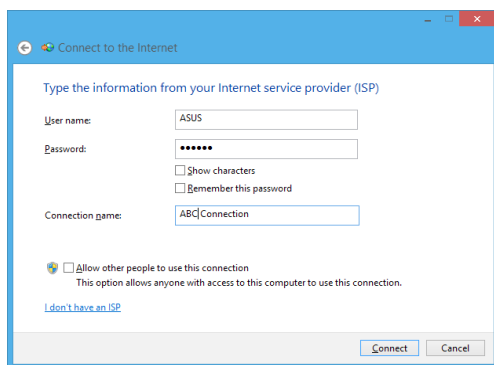 Connect to the Internet
Type the information from your Internet service provider (ISP)
User name: ASUS
Password: ••••••
Show characters
Remember this password
Connection name: ABC Connection
Allow other people to use this connection
This option allows anyone with access to this computer to use this connection.
I don't have an ISP
Connect Cancel